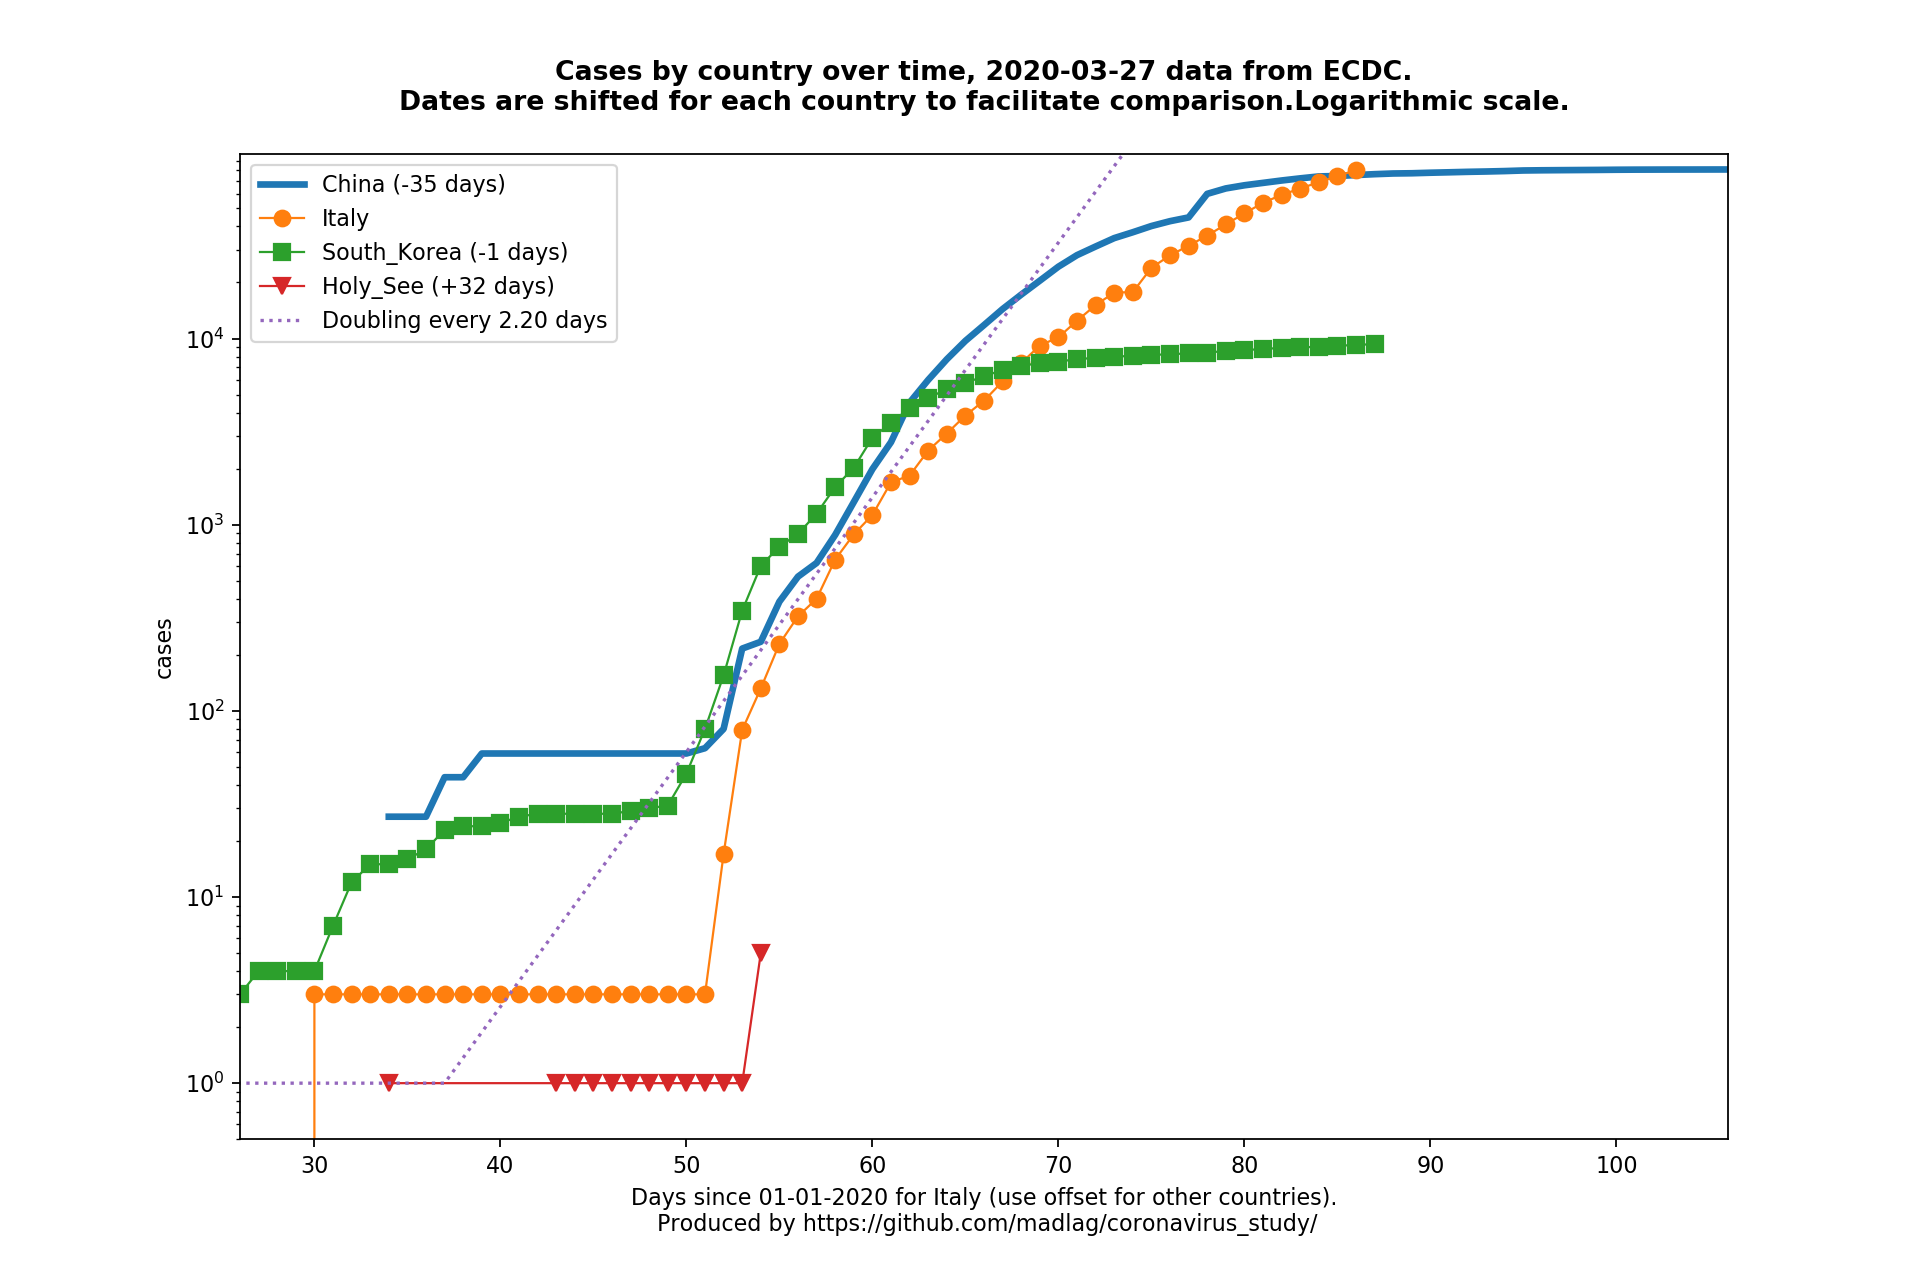 Cases by country over time, 2020-03-27 data from ECDC.
Dates are shifted for each country to facilitate comparison.Logarithmic scale.
China (-35 days)
Italy
South_Korea (-1 days)
Holy_See (+32 days)
Doubling every 2.20 days
10⁴
10³
10²
10¹
10⁰
cases
30 40 50 60 70 80 90 100
Days since 01-01-2020 for Italy (use offset for other countries).
Produced by https://github.com/madlag/coronavirus_study/